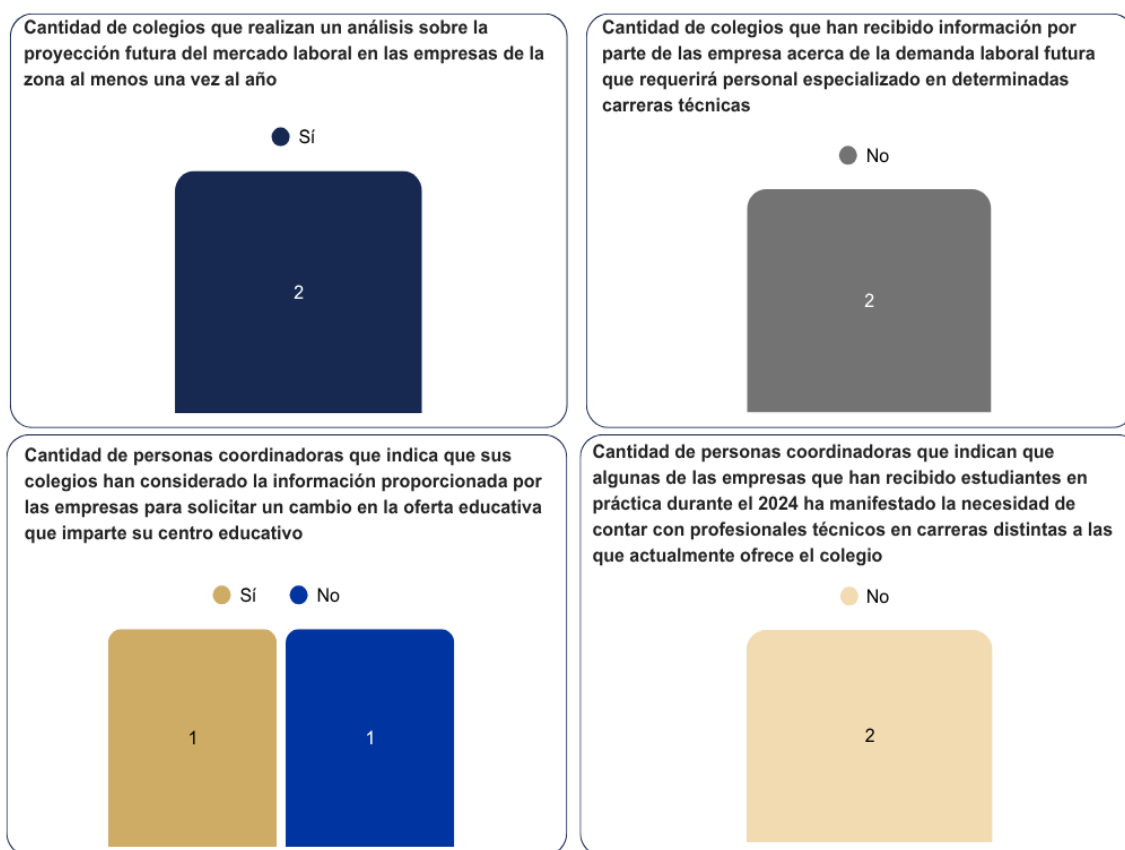 Cantidad de colegios que realizan un análisis sobre la
proyección futura del mercado laboral en las empresas de la
zona al menos una vez al año
Sí
2
Cantidad de colegios que han recibido información por
parte de las empresa acerca de la demanda laboral futura
que requerirá personal especializado en determinadas
carreras técnicas
No
2
Cantidad de personas coordinadoras que indica que sus
colegios han considerado la información proporcionada por
las empresas para solicitar un cambio en la oferta educativa
que imparte su centro educativo
Sí No
1 1
Cantidad de personas coordinadoras que indican que
algunas de las empresas que han recibido estudiantes en
práctica durante el 2024 ha manifestado la necesidad de
contar con profesionales técnicos en carreras distintas a las
que actualmente ofrece el colegio
No
2